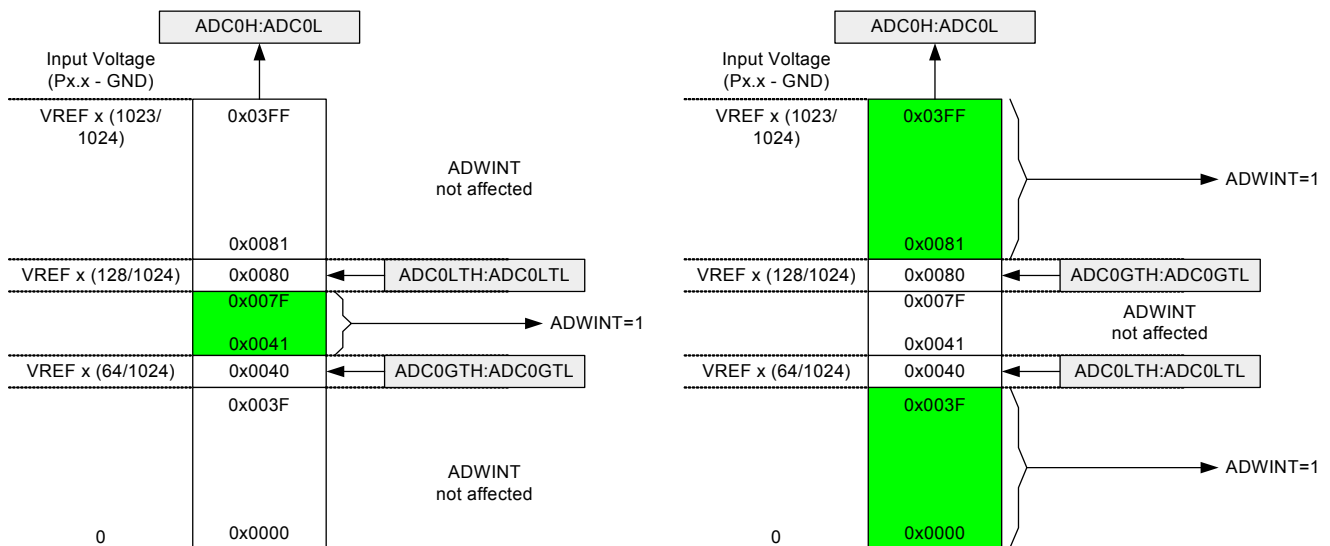 ADC0H:ADC0L
Input Voltage
(Px.x - GND)
VREF x (1023/
1024)
0x03FF
ADWINT
not affected
0x0081
VREF x (128/1024)
0x0080
ADC0LTH:ADC0LTL
0x007F
ADWINT=1
0x0041
VREF x (64/1024)
0x0040
ADC0GTH:ADC0GTL
0x003F
ADWINT
not affected
0
0x0000
ADC0H:ADC0L
Input Voltage
(Px.x - GND)
VREF x (1023/
1024)
0x03FF
ADWINT=1
0x0081
VREF x (128/1024)
0x0080
ADC0GTH:ADC0GTL
0x007F
ADWINT
not affected
0x0041
VREF x (64/1024)
0x0040
ADC0LTH:ADC0LTL
0x003F
ADWINT=1
0
0x0000